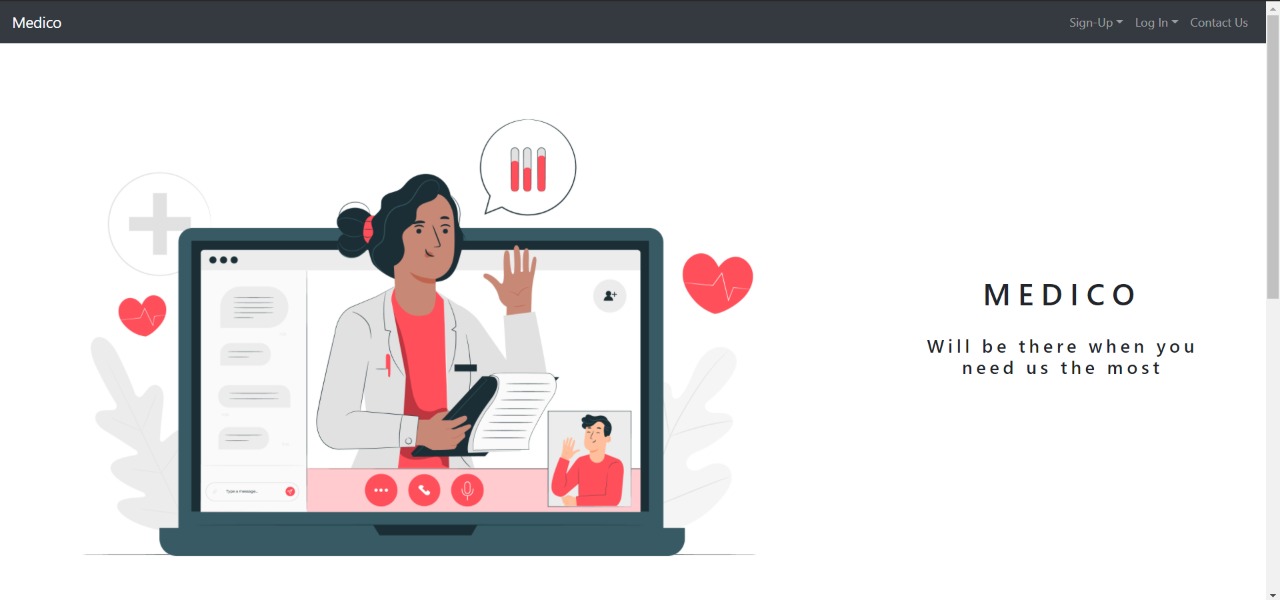 Medico
Sign-Up
Log In
Contact Us
MEDICO
Will be there when you
need us the most
Type a message...